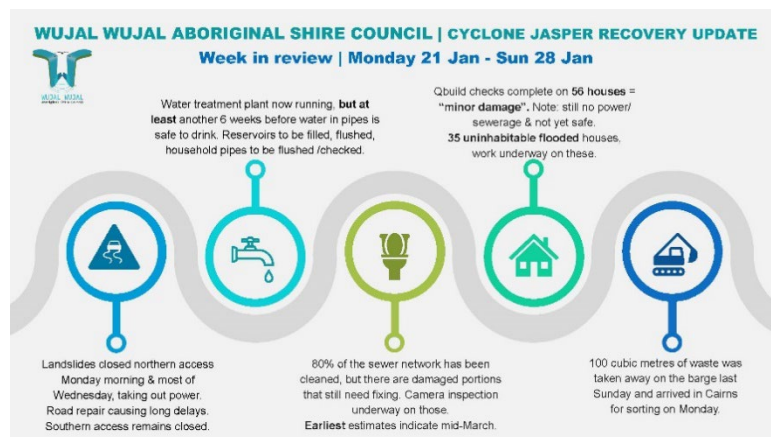 WUJAL WUJAL ABORIGINAL SHIRE COUNCIL | CYCLONE JASPER RECOVERY UPDATE
Week in review | Monday 21 Jan - Sun 28 Jan
WUJAL WUJAL
Water treatment plant now running, but at
least another 6 weeks before water in pipes is
safe to drink. Reservoirs to be filled, flushed,
household pipes to be flushed /checked.
Qbuild checks complete on 56 houses =
“minor damage”. Note: still no power/
sewerage & not yet safe.
35 uninhabitable flooded houses,
work underway on these.
Landslides closed northern access
Monday morning & most of
Wednesday, taking out power.
Road repair causing long delays.
Southern access remains closed.
80% of the sewer network has been
cleaned, but there are damaged portions
that still need fixing. Camera inspection
underway on those.
Earliest estimates indicate mid-March.
100 cubic metres of waste was
taken away on the barge last
Sunday and arrived in Cairns
for sorting on Monday.